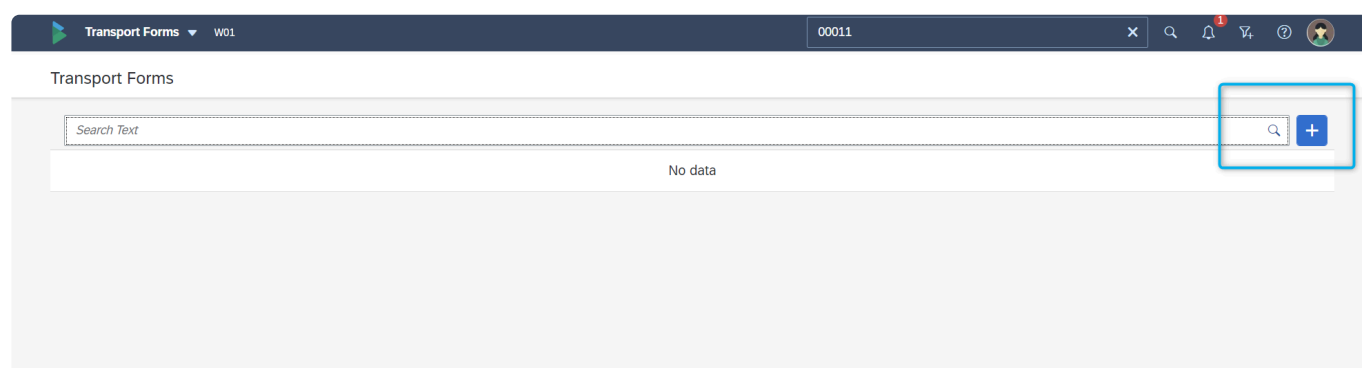 Transport Forms W01 00011 1
Transport Forms
Search Text
No data